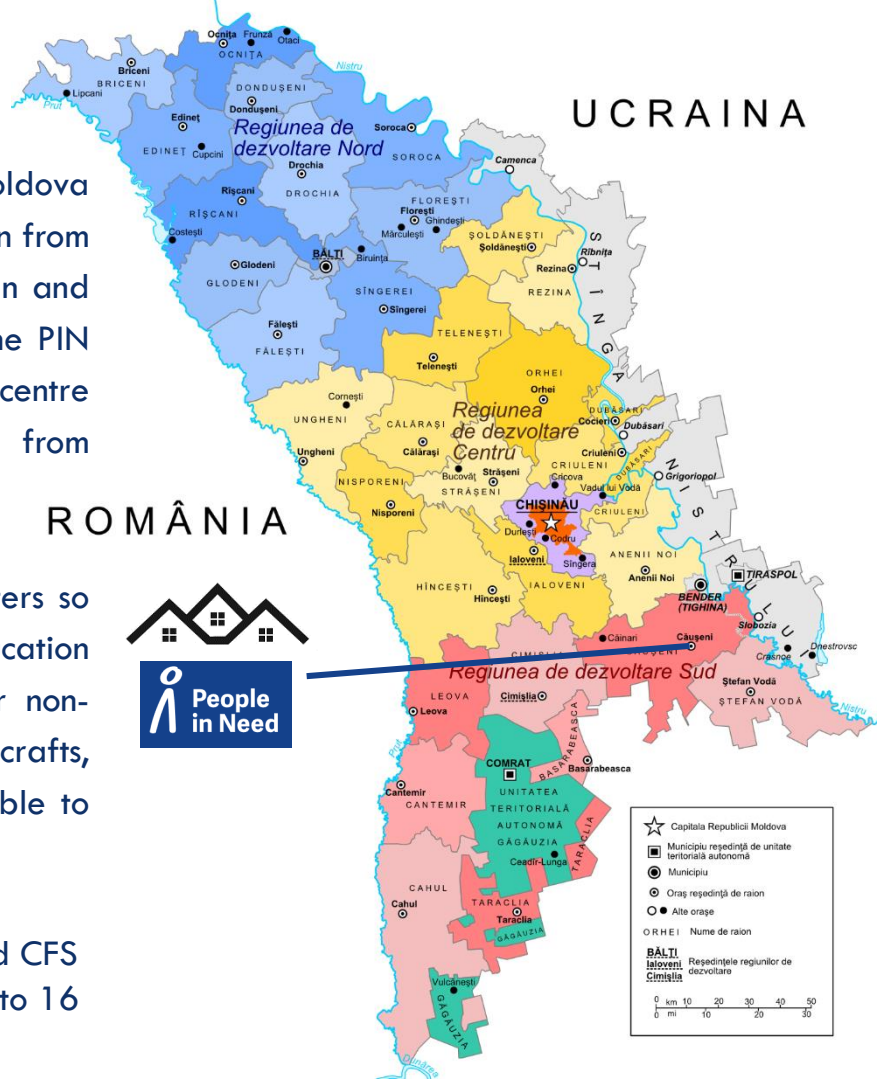 oldova
n from
n and
ne PIN
centre
from
ers so
cation
r non-
crafts,
ble to
d CFS
to 16
UCRAINA
ROMÂNIA
People
in Need
Regiunea de
dezvoltare Nord
Regiunea
de dezvoltare
Centru
Regiunea de dezvoltare Sud
STÎNGA NISTRULUI
Nistru
Prut
Ocnița
Frunză
Otaci
OCNIȚA
Briceni
BRICENI
Lipcani
DONDUȘENI
Dondușeni
Edineț
EDINEȚ
Cupcini
Soroca
SOROCA
Drochia
DROCHIA
Camenca
Rîșcani
RÎȘCANI
Costești
FLOREȘTI
Florești
Ghindești
Mărculești
ȘOLDĂNEȘTI
Șoldănești
Rîbnița
Rezina
REZINA
BĂLȚI
Biruința
Glodeni
GLODENI
SÎNGEREI
Sîngerei
Fălești
FĂLEȘTI
TELENEȘTI
Telenești
ORHEI
Orhei
Cornești
UNGHENI
Ungheni
CĂLĂRAȘI
Călărași
DUBĂSARI
Cocieri
Dubăsari
Criuleni
CRIULENI
DUBĂSARI
Cricova
Vadul lui Vodă
Grigoriopol
Bucovăț
Strășeni
STRĂȘENI
NISPORENI
Nisporeni
CHIȘINĂU
Durlești
Codru
CRIULENI
Ialoveni
Sîngera
ANENII NOI
Anenii Noi
IALOVENI
HÎNCEȘTI
Hîncești
TIRASPOL
BENDER
(TIGHINA)
Slobozia
Crasnoe
Dnestrovsc
Căinari
Căușeni
CIMIȘLIA
Cimișlia
LEOVA
Leova
Ștefan Vodă
ȘTEFAN VODĂ
Nistru
Prut
BASARABEASCA
Basarabeasca
COMRAT
UNITATEA
TERITORIALĂ
AUTONOMĂ
GĂGĂUZIA
Ceadîr-Lunga
Cantemir
CANTEMIR
TARACLIA
CAHUL
Cahul
TARACLIA
Taraclia
GĂGĂUZIA
Vulcănești
GĂGĂUZIA
Dunărea
Capitala Republicii Moldova
Municipiu reședință de unitate
teritorială autonomă
Municipiu
Oraș reședință de raion
Alte orașe
ORHEI Nume de raion
BĂLȚI
Ialoveni
Cimișlia
Reședințele regiunilor de
dezvoltare
0 km 10 20 30 40 50
0 mi 10 20 30